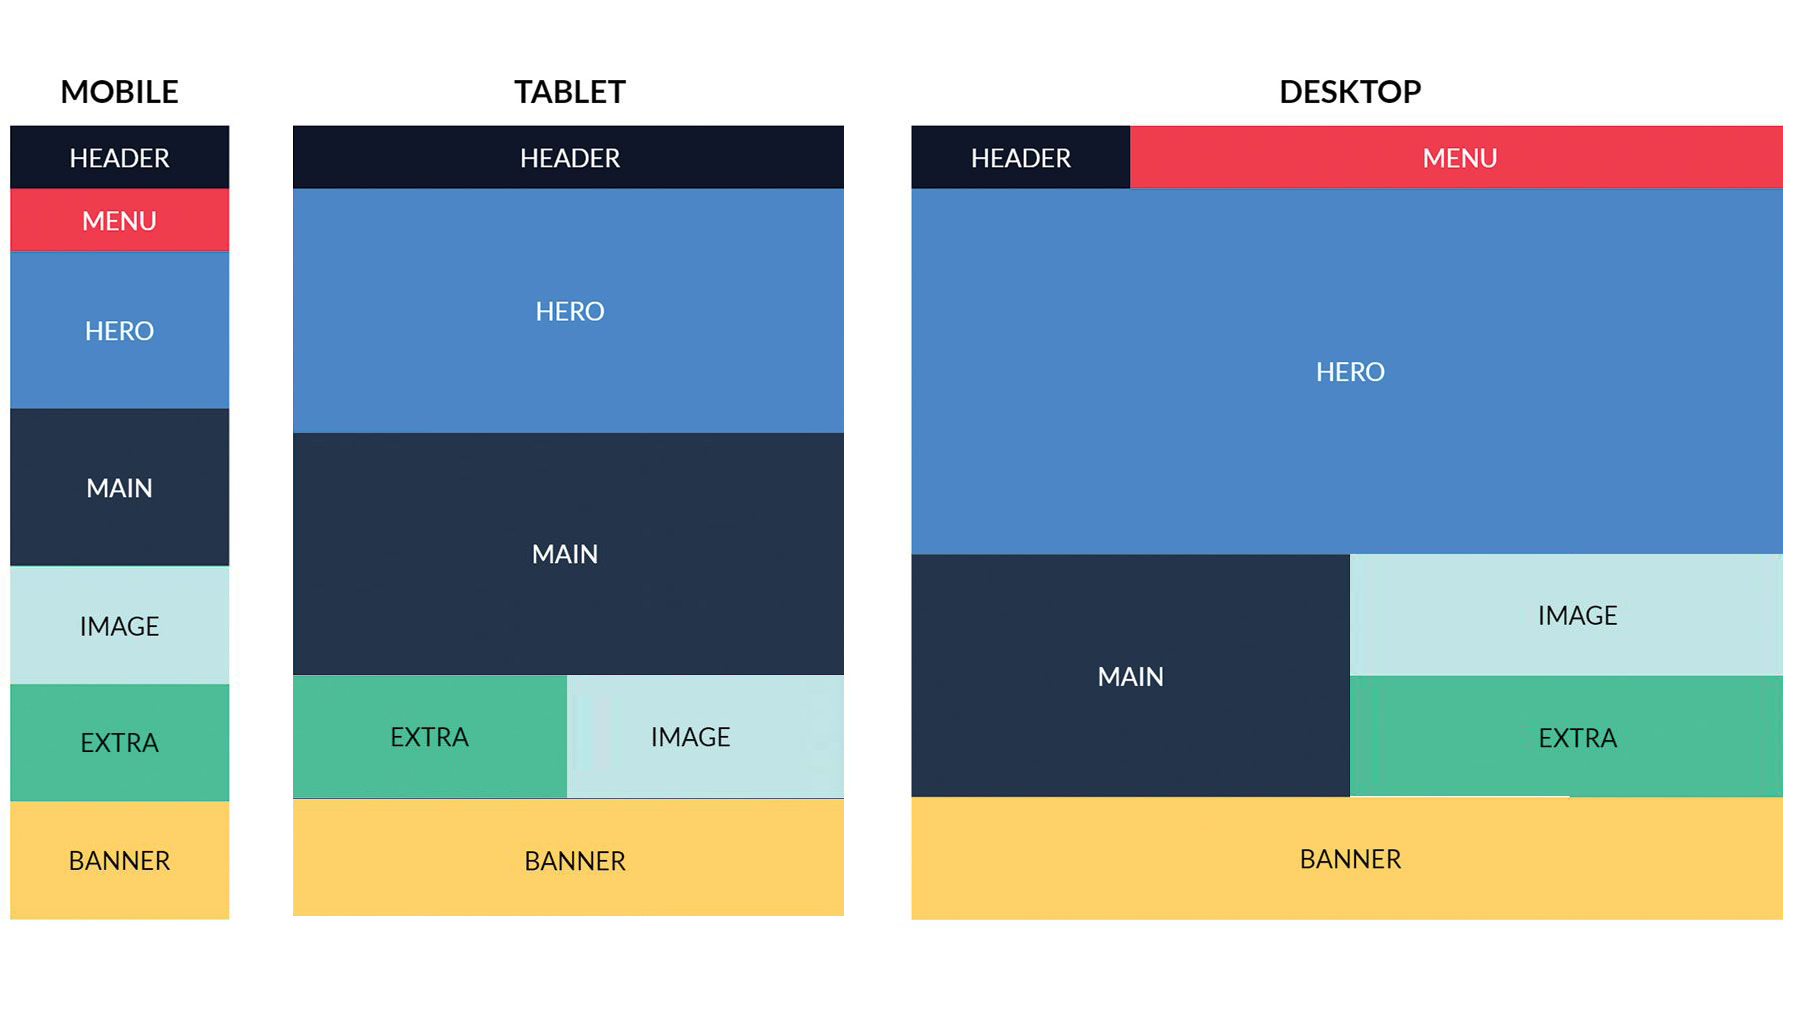 MOBILE
HEADER
MENU
HERO
MAIN
IMAGE
EXTRA
BANNER
TABLET
HEADER
HERO
MAIN
EXTRA
IMAGE
BANNER
DESKTOP
HEADER
MENU
HERO
MAIN
IMAGE
EXTRA
BANNER